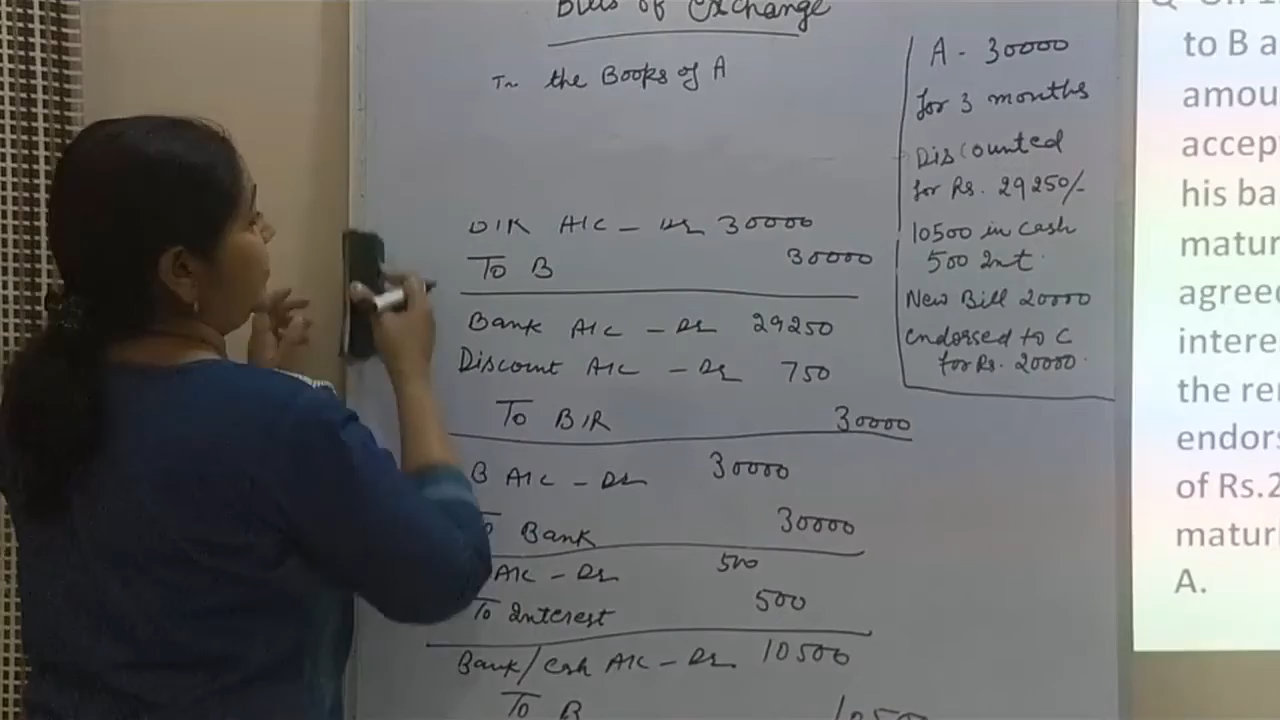 Bills of Exchange
In the Books of A
B/R A/C - Dr 30000
To B 30000
Bank A/C - Dr 29250
Discount A/C - Dr 750
To B/R 30000
B A/C - Dr 30000
To Bank 30000
A/C - Dr 500
To Interest 500
Bank/Cash A/C - Dr 10500
To B 1050
A - 30000
for 3 months
Discounted
for Rs. 29250/-
10500 in cash
500 Int.
New Bill 20000
endorsed to C
for Rs. 20000.
to B a
amou
accep
his ba
matur
agree
intere
the re
endors
of Rs.2
matur
A.